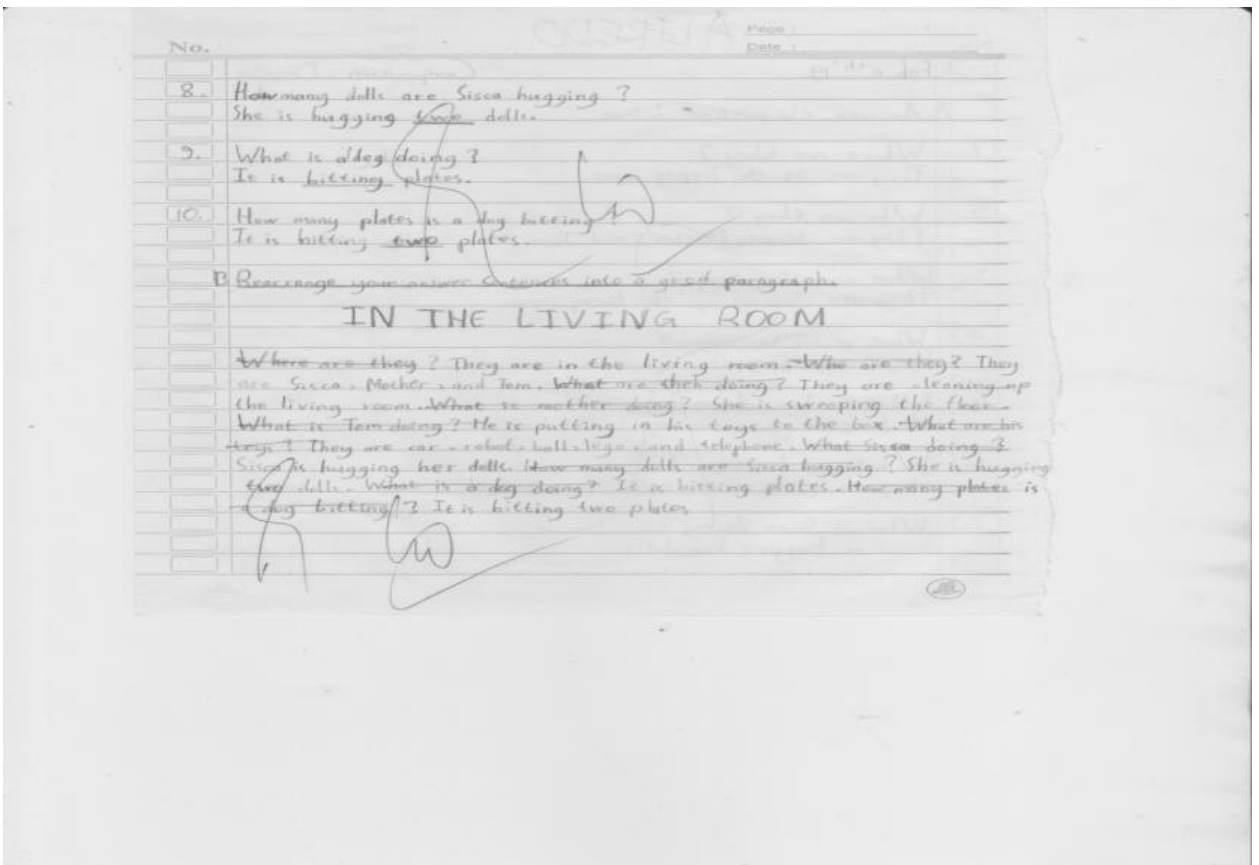 Page :
No.
Date :
8. How many dolls are Sisca hugging ?
She is hugging two dolls.
9. What is a dog doing ?
It is bitting plates.
10. How many plates is a dog bitting
It is bitting two plates.
B Rearrange your answer sentences into a good paragraph.
IN THE LIVING ROOM
Where are they ? They are in the living room. Who are they? They
are Sisca, Mother, and Tom. What are doing ? They are cleaning up
the living room. What is mother doing ? She is sweeping the floor.
What is Tom doing ? He is putting in his toys to the box. What are his
toys ? They are car, robot, ball, lego, and telephone. What Sisca doing ?
Sisca is hugging her dolls. How many dolls are Sisca hugging ? She is hugging
two dolls. What is a dog doing? It is bitting plates. How many plates is
a dog bitting ? It is bitting two plates